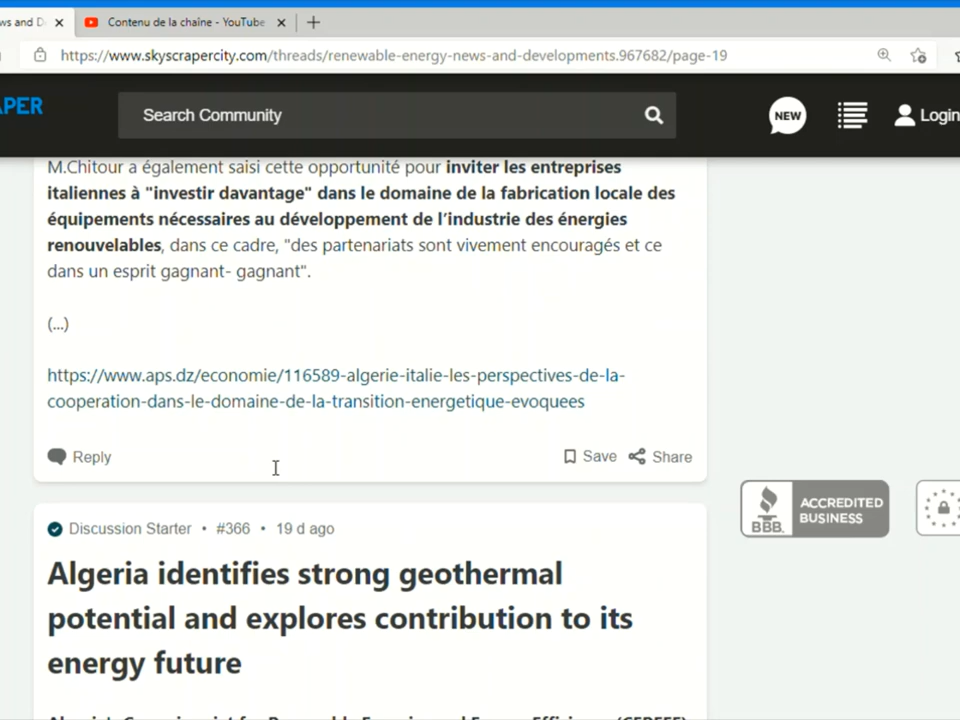 ws and D
Contenu de la chaîne - YouTube
https://www.skyscrapercity.com/threads/renewable-energy-news-and-developments.967682/page-19
APER
Search Community
NEW
Login
M.Chitour a également saisi cette opportunité pour inviter les entreprises
italiennes à "investir davantage" dans le domaine de la fabrication locale des
équipements nécessaires au développement de l'industrie des énergies
renouvelables, dans ce cadre, "des partenariats sont vivement encouragés et ce
dans un esprit gagnant- gagnant".
(...)
https://www.aps.dz/economie/116589-algerie-italie-les-perspectives-de-la-
cooperation-dans-le-domaine-de-la-transition-energetique-evoquees
Reply
Save
Share
BBB.
ACCREDITED
BUSINESS
Discussion Starter • #366 • 19 d ago
Algeria identifies strong geothermal
potential and explores contribution to its
energy future